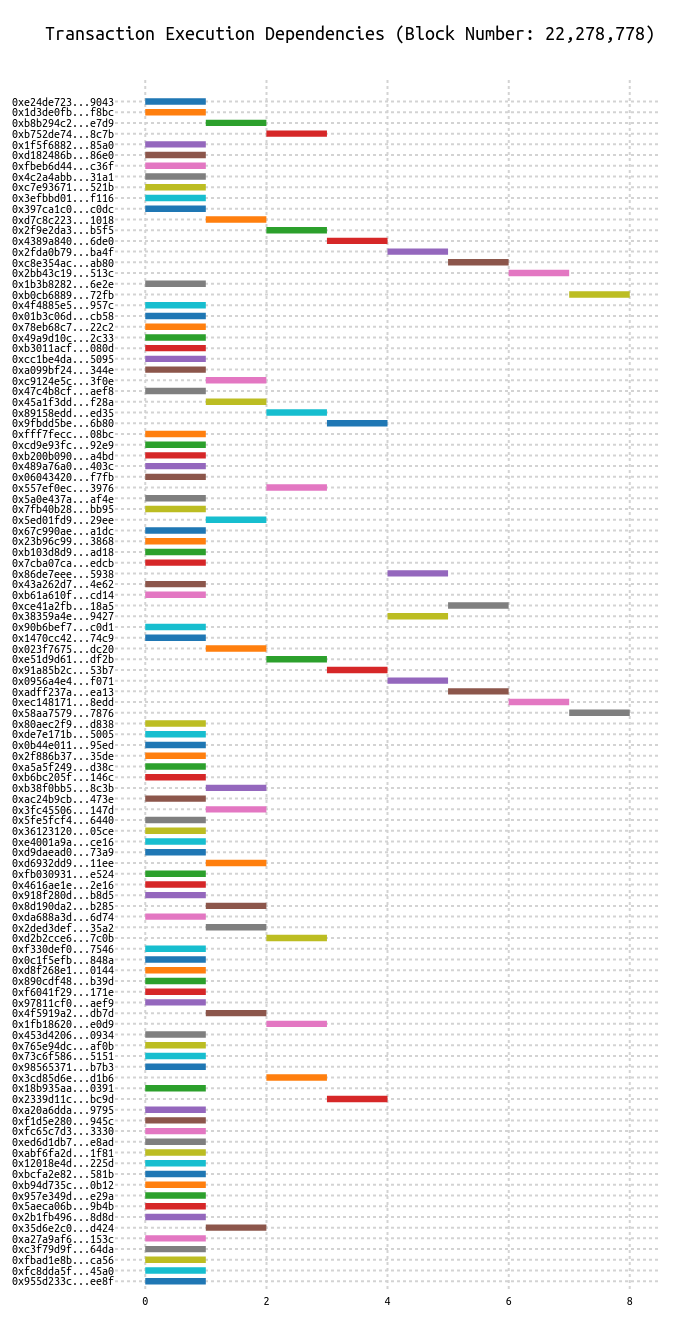 Transaction Execution Dependencies (Block Number: 22,278,778)
0xe24de723...9043
0x1d3de0fb...f8bc
0xb8b294c2...e7d9
0xb752de74...8c7b
0x1f5f6882...85a0
0xd182486b...86e0
0xfbeb6d44...c36f
0x4c2a4abb...31a1
0xc7e93671...521b
0x3efbbd01...f116
0x397ca1c0...c0dc
0xd7c8c223...1018
0x2f9e2da3...b5f5
0x4389a840...6de0
0x2fda0b79...ba4f
0xc8e354ac...ab80
0x2bb43c19...513c
0x1b3b8282...6e2e
0xb0cb6889...72fb
0x4f4885e5...957c
0x01b3c06d...cb58
0x78eb68c7...22c2
0x49a9d10c...2c33
0xb3011acf...080d
0xcc1be4da...5095
0xa099bf24...344e
0xc9124e5c...3f0e
0x47c4b8cf...aef8
0x45a1f3dd...f28a
0x89158edd...ed35
0x9fbdd5be...6b80
0xfff7fecc...08bc
0xcd9e93fc...92e9
0xb200b090...a4bd
0x489a76a0...403c
0x06043420...f7fb
0x557ef0ec...3976
0x5a0e437a...af4e
0x7fb40b28...bb95
0x5ed01fd9...29ee
0x67c990ae...a1dc
0x23b96c99...3868
0xb103d8d9...ad18
0x7cba07ca...edcb
0x86de7eee...5938
0x43a262d7...4e62
0xb61a610f...cd14
0xce41a2fb...18a5
0x38359a4e...9427
0x90b6bef7...c0d1
0x1470cc42...74c9
0x023f7675...dc20
0xe51d9d61...df2b
0x91a85b2c...53b7
0x0956a4e4...f071
0xadff237a...ea13
0xec148171...8edd
0x58aa7579...7876
0x80aec2f9...d838
0xde7e171b...5005
0x0b44e011...95ed
0x2f886b37...35de
0xa5a5f249...d38c
0xb6bc205f...146c
0xb38f0bb5...8c3b
0xac24b9cb...473e
0x3fc45506...147d
0x5fe5fcf4...6440
0x36123120...05ce
0xe4001a9a...ce16
0xd9daead0...73a9
0xd6932dd9...11ee
0xfb030931...e524
0x4616ae1e...2e16
0x918f280d...b8d5
0x8d190da2...b285
0xda688a3d...6d74
0x2ded3def...35a2
0xd2b2cce6...7c0b
0xf330def0...7546
0x0c1f5efb...848a
0xd8f268e1...0144
0x890cdf48...b39d
0xf6041f29...171e
0x97811cf0...aef9
0x4f5919a2...db7d
0x1fb18620...e0d9
0x453d4206...0934
0x765e94dc...af0b
0x73c6f586...5151
0x98565371...b7b3
0x3cd85d6e...d1b6
0x18b935aa...0391
0x2339d11c...bc9d
0xa20a6dda...9795
0xf1d5e280...945c
0xfc65c7d3...3330
0xed6d1db7...e8ad
0xabf6fa2d...1f81
0x12018e4d...225d
0xbcfa2e82...581b
0xb94d735c...0b12
0x957e349d...e29a
0x5aeca06b...9b4b
0x2b1fb496...8d8d
0x35d6e2c0...d424
0xa27a9af6...153c
0xc3f79d9f...64da
0xfbad1e8b...ca56
0xfc8dda5f...45a0
0x955d233c...ee8f
0 2 4 6 8